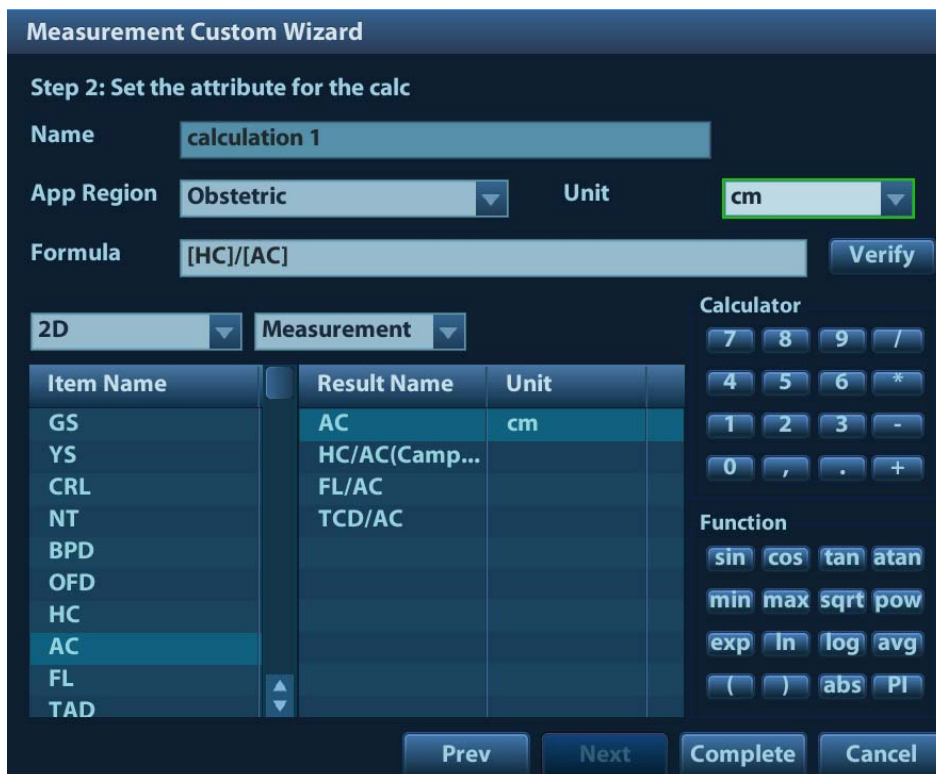 Measurement Custom Wizard
Step 2: Set the attribute for the calc
Name calculation 1
App Region Obstetric Unit cm
Formula [HC]/[AC] Verify
2D Measurement
Item Name
GS
YS
CRL
NT
BPD
OFD
HC
AC
FL
TAD
Result Name Unit
AC cm
HC/AC(Camp...
FL/AC
TCD/AC
Calculator
7 8 9 /
4 5 6 *
1 2 3 -
0 , . +
Function
sin cos tan atan
min max sqrt pow
exp ln log avg
( ) abs PI
Prev Next Complete Cancel